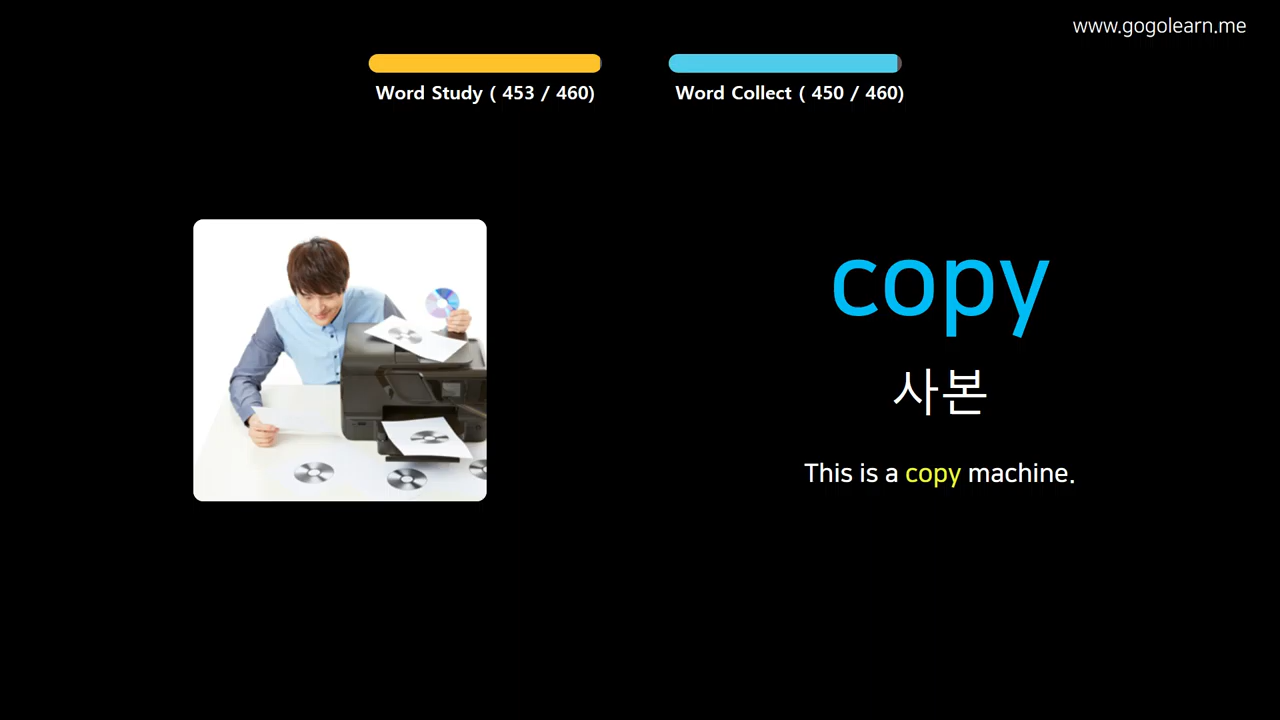 www.gogolearn.me
Word Study ( 453 / 460)
Word Collect ( 450 / 460)
copy
사본
This is a copy machine.